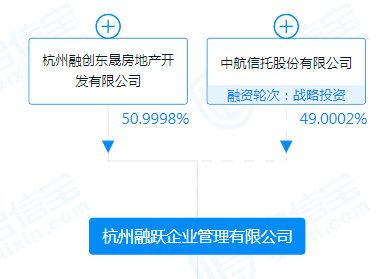 杭州融创东晟房地产开
发有限公司
中航信托股份有限公司
融资轮次：战略投资
50.9998%
49.0002%
杭州融跃企业管理有限公司